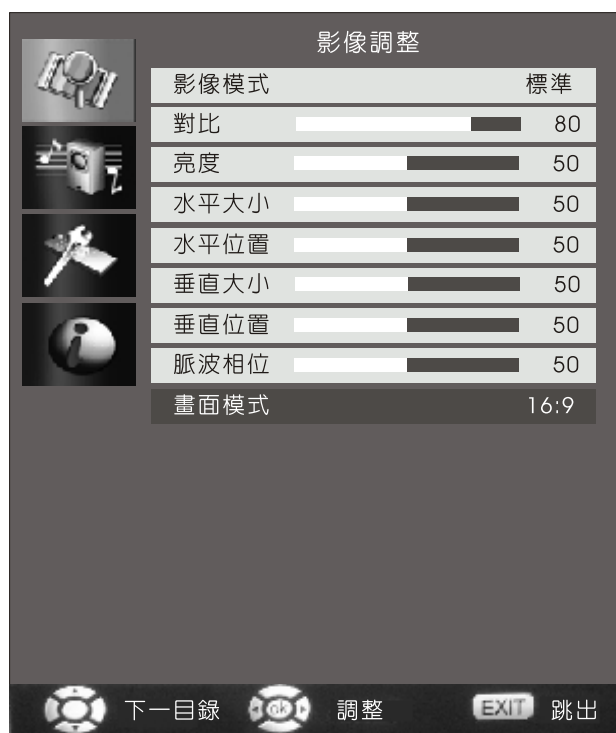 影像調整
影像模式 標準
對比 80
亮度 50
水平大小 50
水平位置 50
垂直大小 50
垂直位置 50
脈波相位 50
畫面模式 16:9
下一目錄 ok 調整 EXIT 跳出